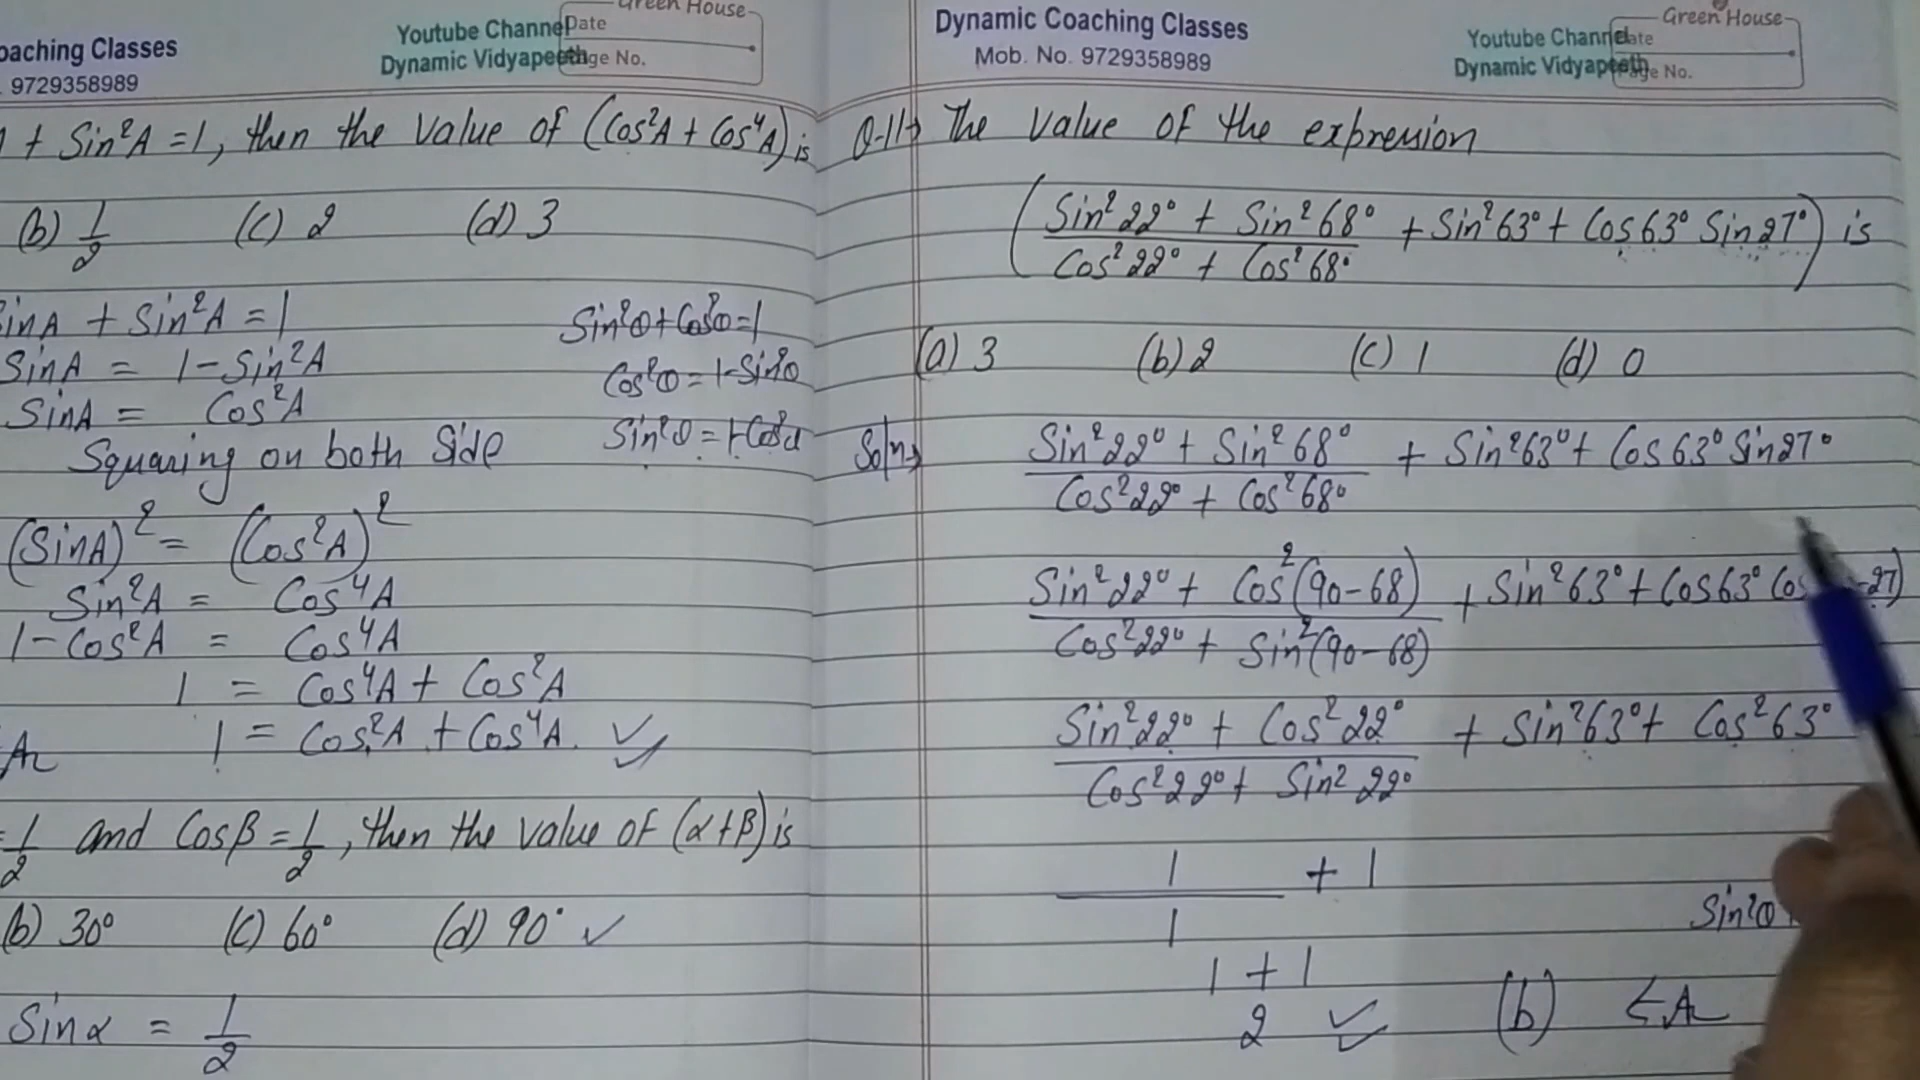 Green House
oaching Classes
9729358989
Youtube Channel
Dynamic Vidyapeeth
Date
ge No.
+ Sin²A = 1, then the value of (Cos²A + Cos⁴A) is
(b) 1/2 (c) 2 (d) 3
SinA + Sin²A = 1
SinA = 1 - Sin²A
SinA = Cos²A
Squaring on both Side
(SinA)² = (Cos²A)²
Sin²A = Cos⁴A
1 - Cos²A = Cos⁴A
1 = Cos⁴A + Cos²A
1 = Cos²A + Cos⁴A.
Sin²θ + Cos²θ = 1
Cos²θ = 1 - Sin²θ
Sin²θ = 1 - Cos²θ
= 1/2 and Cosβ = 1/2, then the value of (α+β) is
(b) 30° (c) 60° (d) 90° ✓
Sinα = 1/2
Dynamic Coaching Classes
Mob. No. 9729358989
Youtube Channel
Dynamic Vidyapeeth
Green House
ate
ge No.
Q-11→ The value of the expression
(Sin²22° + Sin²68° / Cos²22° + Cos²68° + Sin²63° + Cos63° Sin27°) is
(a) 3 (b) 2 (c) 1 (d) 0
Soln→ Sin²22° + Sin²68° / Cos²22° + Cos²68° + Sin²63° + Cos63° Sin27°
Sin²22° + Cos²(90-68) / Cos²22° + Sin²(90-68) + Sin²63° + Cos63° Cos -27)
Sin²22° + Cos²22° / Cos²22° + Sin²22° + Sin²63° + Cos²63°
1/1 + 1
Sin²θ
1 + 1
2 (b)